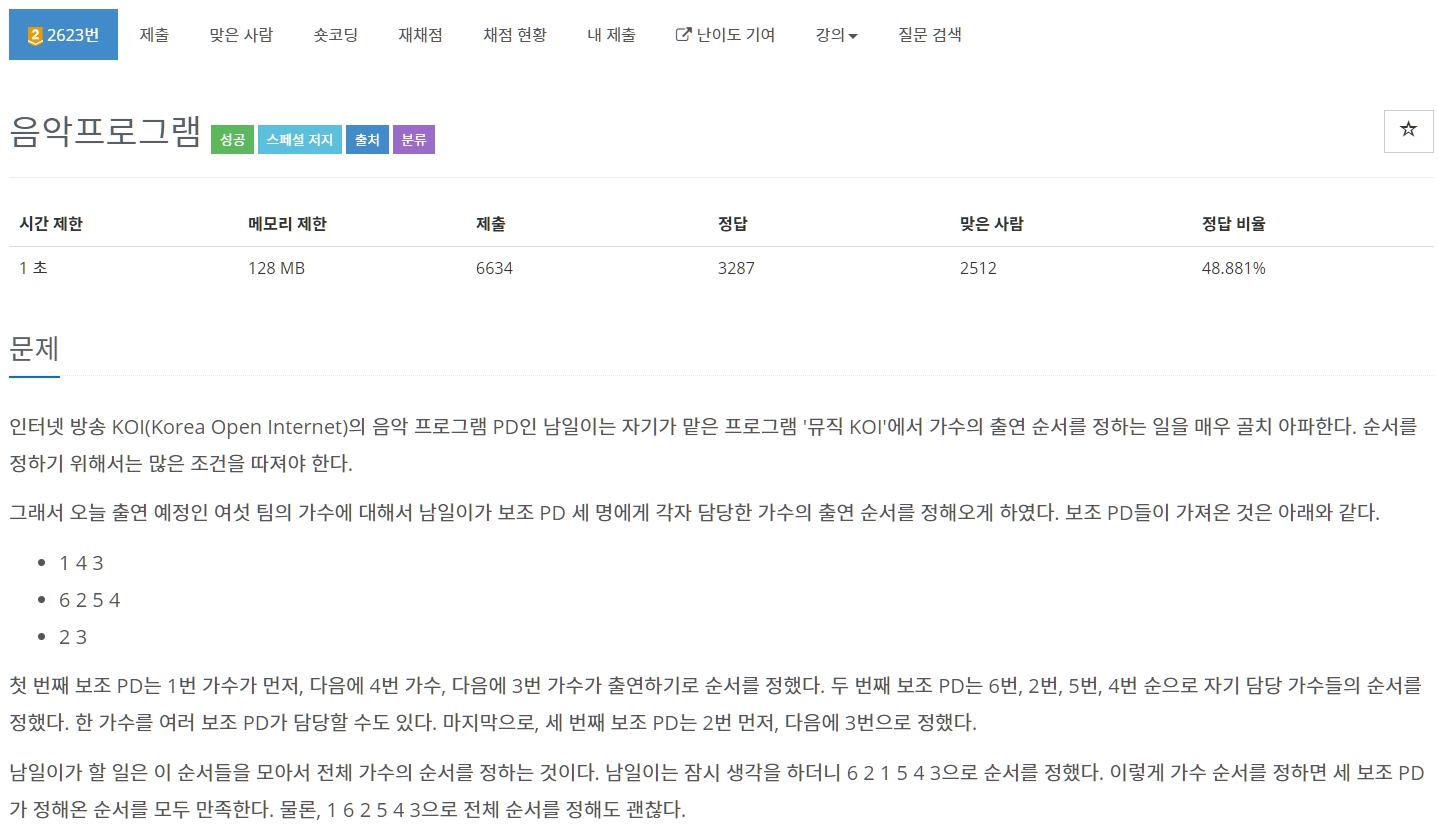 2 2623번 제출 맞은 사람 숏코딩 재채점 채점 현황 내 제출 난이도 기여 강의 질문 검색
음악프로그램 성공 스페셜 저지 출처 분류 ☆
시간 제한 메모리 제한 제출 정답 맞은 사람 정답 비율
1 초 128 MB 6634 3287 2512 48.881%
문제
인터넷 방송 KOI(Korea Open Internet)의 음악 프로그램 PD인 남일이는 자기가 맡은 프로그램 '뮤직 KOI'에서 가수의 출연 순서를 정하는 일을 매우 골치 아파한다. 순서를
정하기 위해서는 많은 조건을 따져야 한다.
그래서 오늘 출연 예정인 여섯 팀의 가수에 대해서 남일이가 보조 PD 세 명에게 각자 담당한 가수의 출연 순서를 정해오게 하였다. 보조 PD들이 가져온 것은 아래와 같다.
• 1 4 3
• 6 2 5 4
• 2 3
첫 번째 보조 PD는 1번 가수가 먼저, 다음에 4번 가수, 다음에 3번 가수가 출연하기로 순서를 정했다. 두 번째 보조 PD는 6번, 2번, 5번, 4번 순으로 자기 담당 가수들의 순서를
정했다. 한 가수를 여러 보조 PD가 담당할 수도 있다. 마지막으로, 세 번째 보조 PD는 2번 먼저, 다음에 3번으로 정했다.
남일이가 할 일은 이 순서들을 모아서 전체 가수의 순서를 정하는 것이다. 남일이는 잠시 생각을 하더니 6 2 1 5 4 3으로 순서를 정했다. 이렇게 가수 순서를 정하면 세 보조 PD
가 정해온 순서를 모두 만족한다. 물론, 1 6 2 5 4 3으로 전체 순서를 정해도 괜찮다.